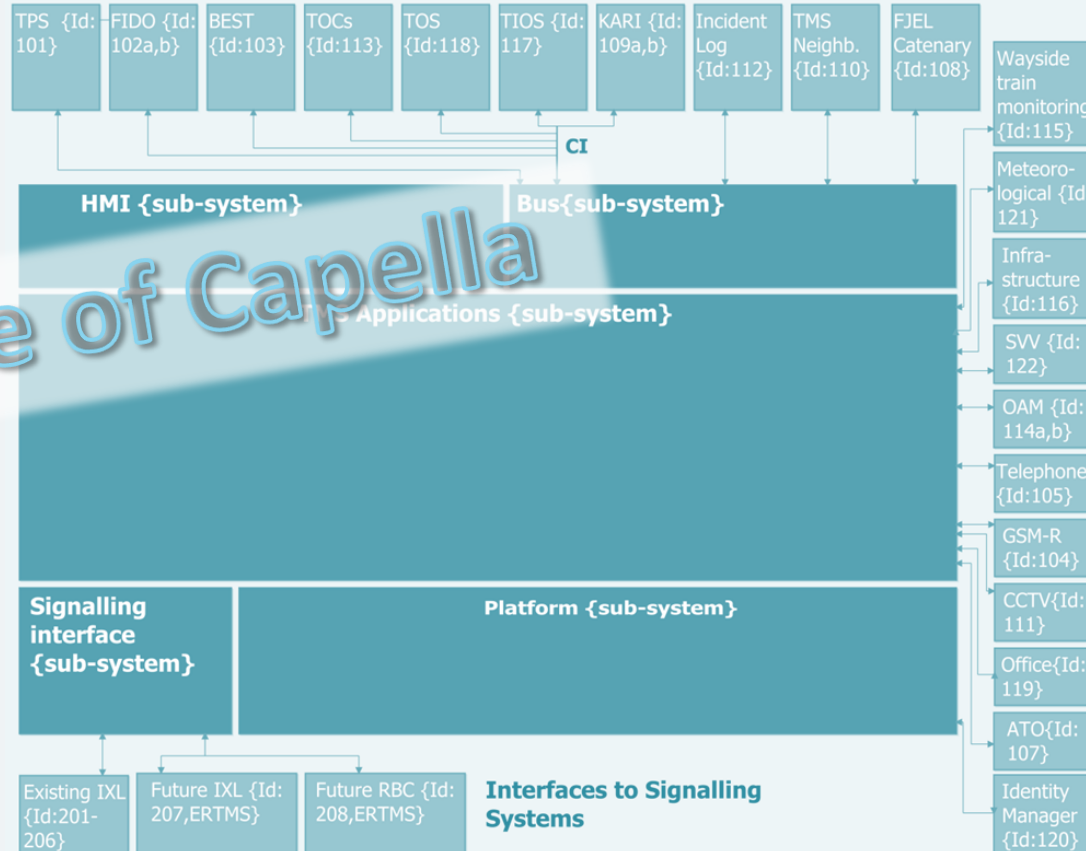 TPS {Id:
101}
FIDO {Id:
102a,b}
BEST
{Id:103}
TOCs
{Id:113}
TOS
{Id:118}
TIOS {Id:
117}
KARI {Id:
109a,b}
Incident
Log
{Id:112}
TMS
Neighb.
{Id:110}
FJEL
Catenary
{Id:108}
Wayside
train
monitoring
{Id:115}
CI
Meteoro-
logical {Id
121}
HMI {sub-system}
Bus{sub-system}
e of Capella
Infra-
structure
{Id:116}
Applications {sub-system}
SVV {Id:
122}
OAM {Id:
114a,b}
Telephone
{Id:105}
GSM-R
{Id:104}
CCTV{Id:
111}
Signalling
interface
{sub-system}
Platform {sub-system}
Office{Id:
119}
ATO{Id:
107}
Existing IXL
{Id:201-
206}
Future IXL {Id:
207,ERTMS}
Future RBC {Id:
208,ERTMS}
Interfaces to Signalling
Systems
Identity
Manager
{Id:120}